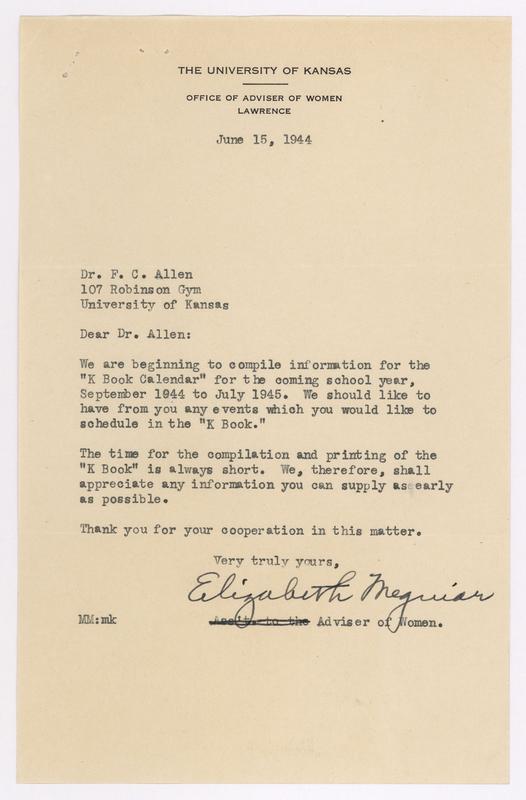 THE UNIVERSITY OF KANSAS
OFFICE OF ADVISER OF WOMEN
LAWRENCE
June 15, 1944
Dr. F. C. Allen
107 Robinson Gym
University of Kansas
Dear Dr. Allen:
We are beginning to compile information for the
"K Book Calendar" for the coming school year,
September 1944 to July 1945. We should like to
have from you any events which you would like to
schedule in the "K Book."
The time for the compilation and printing of the
"K Book" is always short. We, therefore, shall
appreciate any information you can supply as early
as possible.
Thank you for your cooperation in this matter.
Very truly yours,
Elizabeth Meguiar
MM:mk Ass't. to the Adviser of Women.